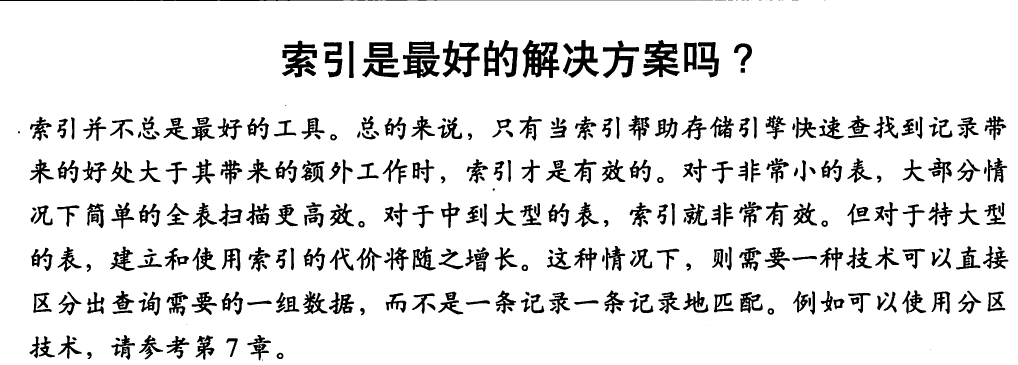 索引是最好的解决方案吗？
索引并不总是最好的工具。总的来说，只有当索引帮助存储引擎快速查找到记录带
来的好处大于其带来的额外工作时，索引才是有效的。对于非常小的表，大部分情
况下简单的全表扫描更高效。对于中到大型的表，索引就非常有效。但对于特大型
的表，建立和使用索引的代价将随之增长。这种情况下，则需要一种技术可以直接
区分出查询需要的一组数据，而不是一条记录一条记录地匹配。例如可以使用分区
技术，请参考第 7 章。